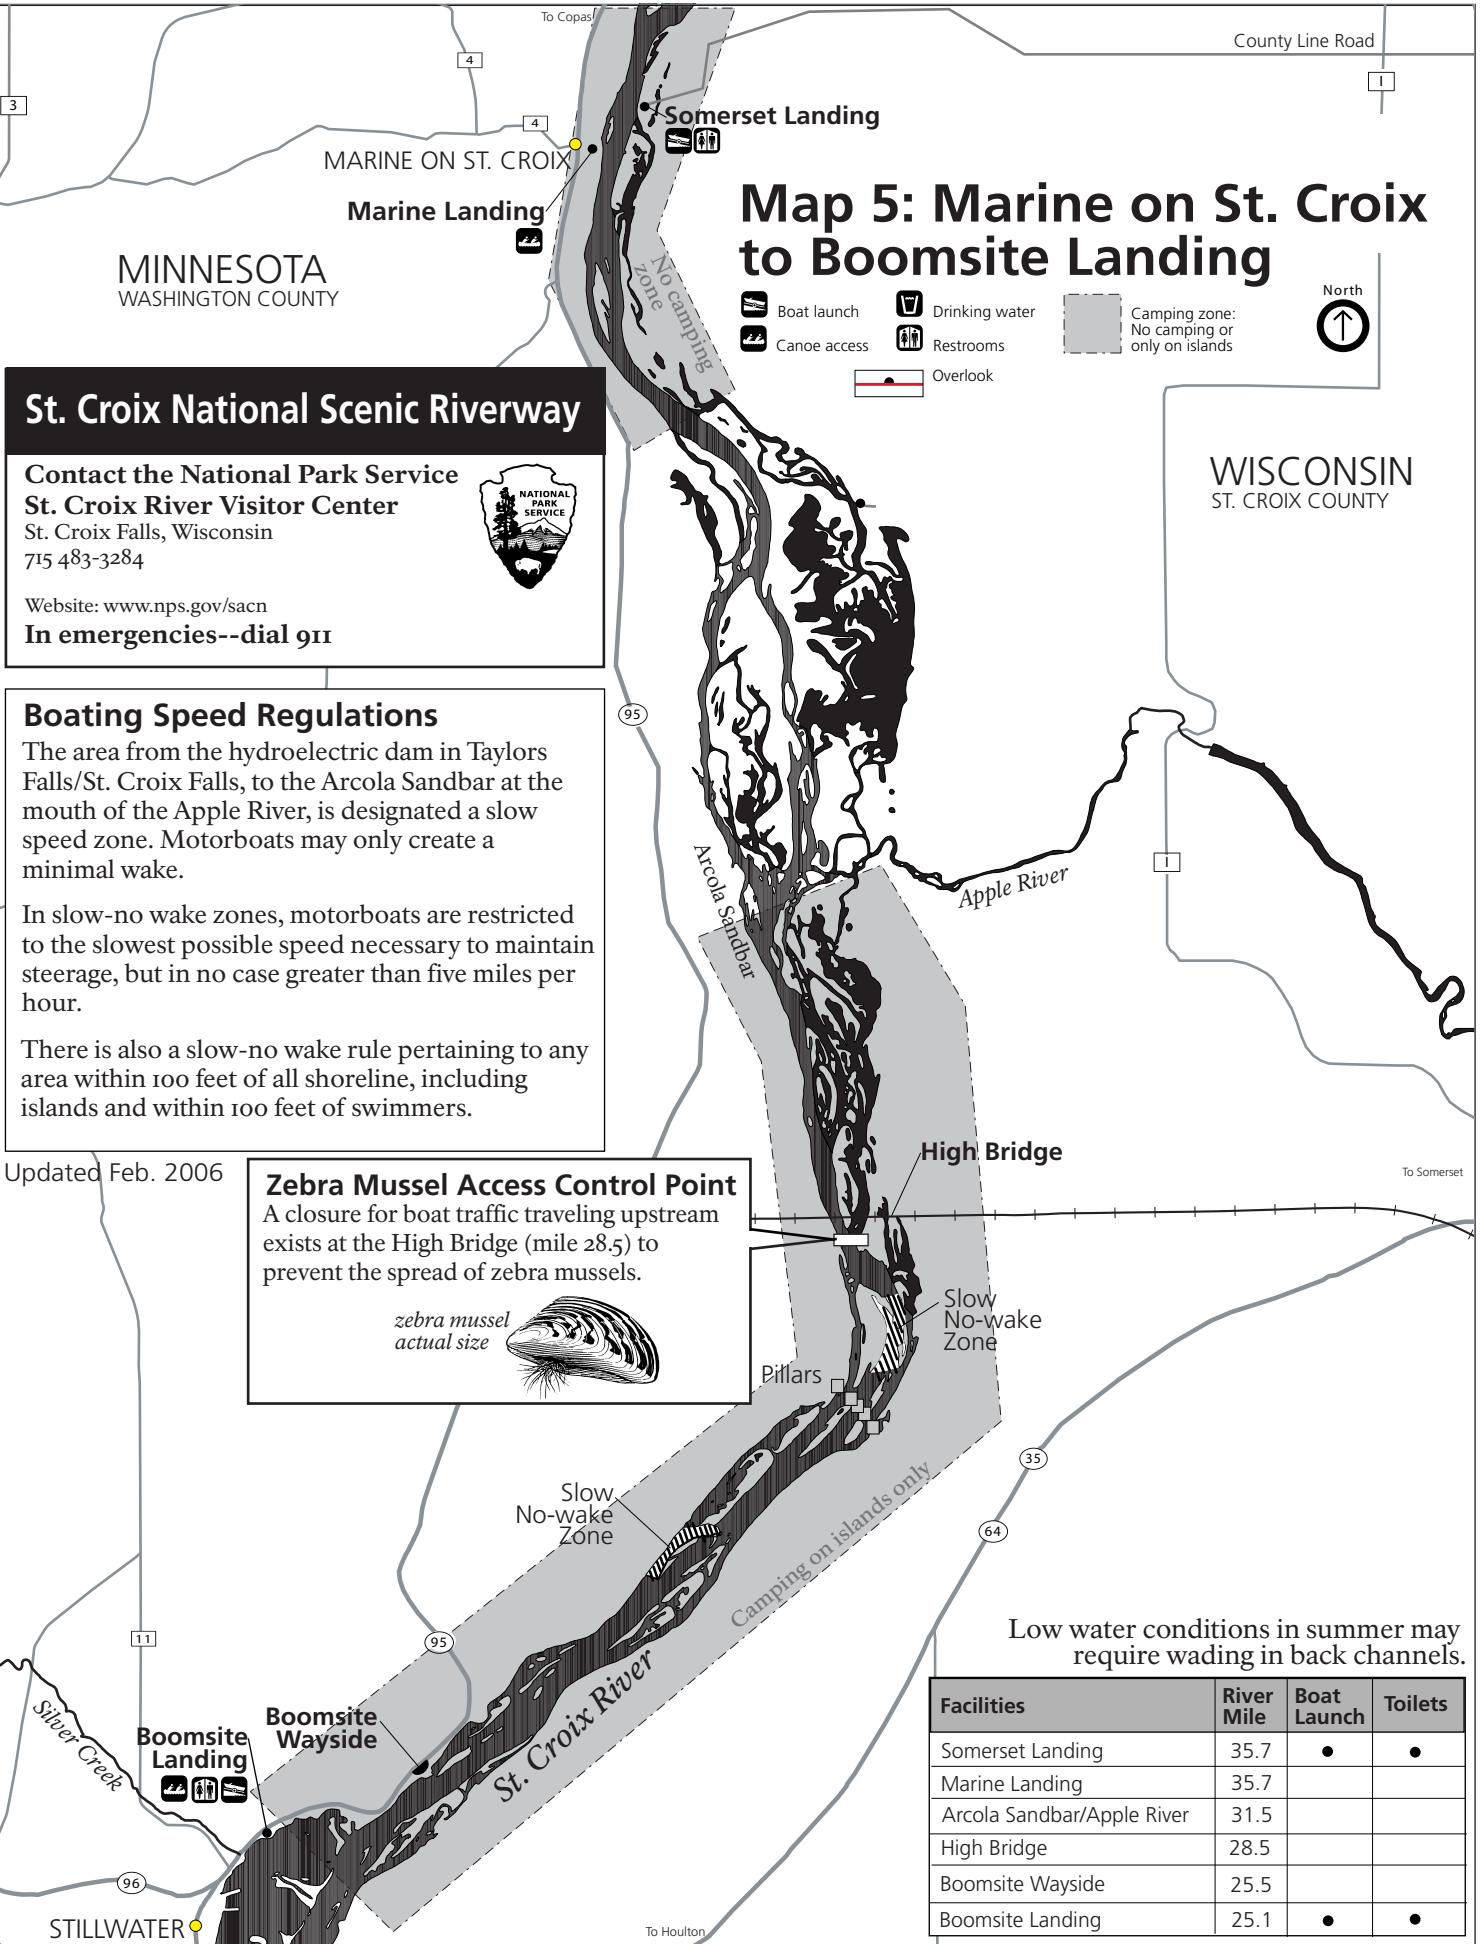 To Copas
County Line Road
4
I
3
4
Somerset Landing
MARINE ON ST. CROIX
Marine Landing
Map 5: Marine on St. Croix
to Boomsite Landing
MINNESOTA
WASHINGTON COUNTY
No camping
zone
Boat launch
Canoe access
Drinking water
Restrooms
Overlook
Camping zone:
No camping or
only on islands
North
St. Croix National Scenic Riverway
Contact the National Park Service
St. Croix River Visitor Center
St. Croix Falls, Wisconsin
715 483-3284
Website: www.nps.gov/sacn
In emergencies--dial 911
NATIONAL
PARK
SERVICE
WISCONSIN
ST. CROIX COUNTY
95
Boating Speed Regulations
The area from the hydroelectric dam in Taylors
Falls/St. Croix Falls, to the Arcola Sandbar at the
mouth of the Apple River, is designated a slow
speed zone. Motorboats may only create a
minimal wake.
In slow-no wake zones, motorboats are restricted
to the slowest possible speed necessary to maintain
steerage, but in no case greater than five miles per
hour.
There is also a slow-no wake rule pertaining to any
area within 100 feet of all shoreline, including
islands and within 100 feet of swimmers.
Arcola Sandbar
Apple River
I
Updated Feb. 2006
High Bridge
To Somerset
Zebra Mussel Access Control Point
A closure for boat traffic traveling upstream
exists at the High Bridge (mile 28.5) to
prevent the spread of zebra mussels.
zebra mussel
actual size
Slow
No-wake
Zone
Pillars
35
64
Slow
No-wake
Zone
Camping on islands only
11
95
St. Croix River
Silver Creek
Boomsite
Wayside
Boomsite
Landing
96
STILLWATER
To Houlton
Low water conditions in summer may
require wading in back channels.
Facilities River Mile Boat Launch Toilets
Somerset Landing 35.7 ● ●
Marine Landing 35.7
Arcola Sandbar/Apple River 31.5
High Bridge 28.5
Boomsite Wayside 25.5
Boomsite Landing 25.1 ● ●